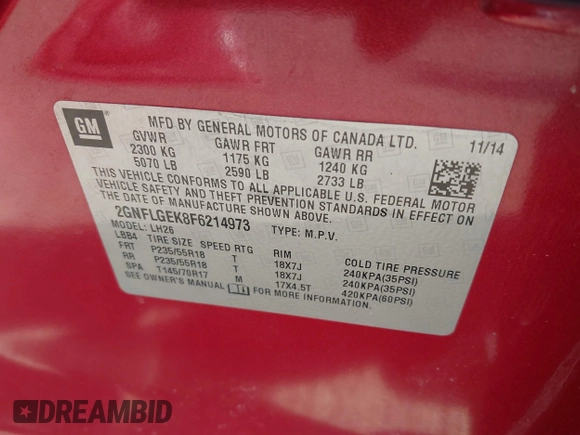 GM
MFD BY GENERAL MOTORS OF CANADA LTD. 11/14
GVWR GAWR FRT GAWR RR
2300 KG 1175 KG 1240 KG
5070 LB 2590 LB 2733 LB
THIS VEHICLE CONFORMS TO ALL APPLICABLE U.S. FEDERAL MOTOR
VEHICLE SAFETY AND THEFT PREVENTION STANDARDS IN EFFECT ON
THE DATE OF MANUFACTURE SHOWN ABOVE.
2GNFLGEK8F6214973 TYPE: M.P.V.
MODEL: LH26
LBB4 TIRE SIZE SPEED RTG RIM COLD TIRE PRESSURE
FRT P235/55R18 T 18X7J 240KPA(35PSI)
RR P235/55R18 T 18X7J 240KPA(35PSI)
SPA T145/70R17 M 17X4.5T 420KPA(60PSI)
SEE OWNER'S MANUAL FOR MORE INFORMATION.
DREAMBID